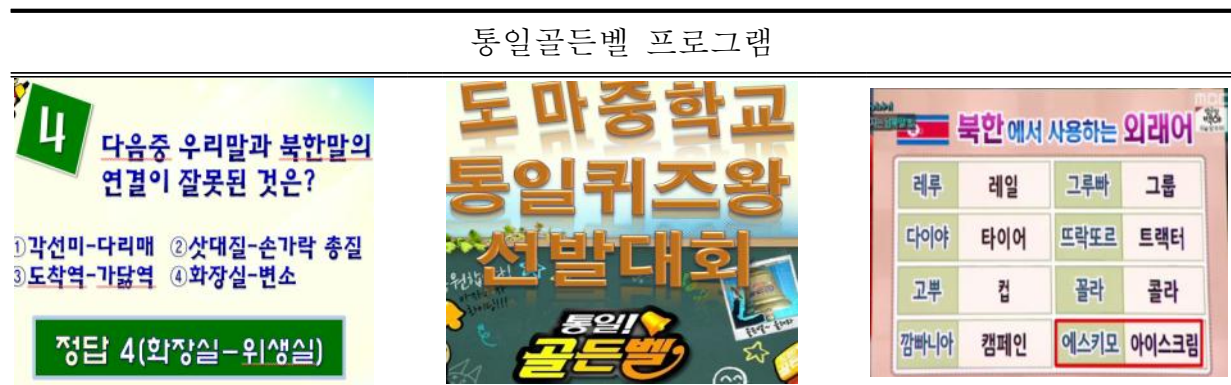 통일골든벨 프로그램
4
다음중 우리말과 북한말의
연결이 잘못된 것은?
①각선미-다리매 ②삿대질-손가락 총질
③도착역-가닳역 ④화장실-변소
정답 4(화장실-위생실)
도마중학교
통일퀴즈왕
선발대회
통일!
골든벨
MBC
북한에서 사용하는 외래어
레루 레일 그루빠 그룹
다이야 타이어 뜨락또르 트랙터
고뿌 컵 꼴라 콜라
깜빠니아 캠페인 에스키모 아이스크림